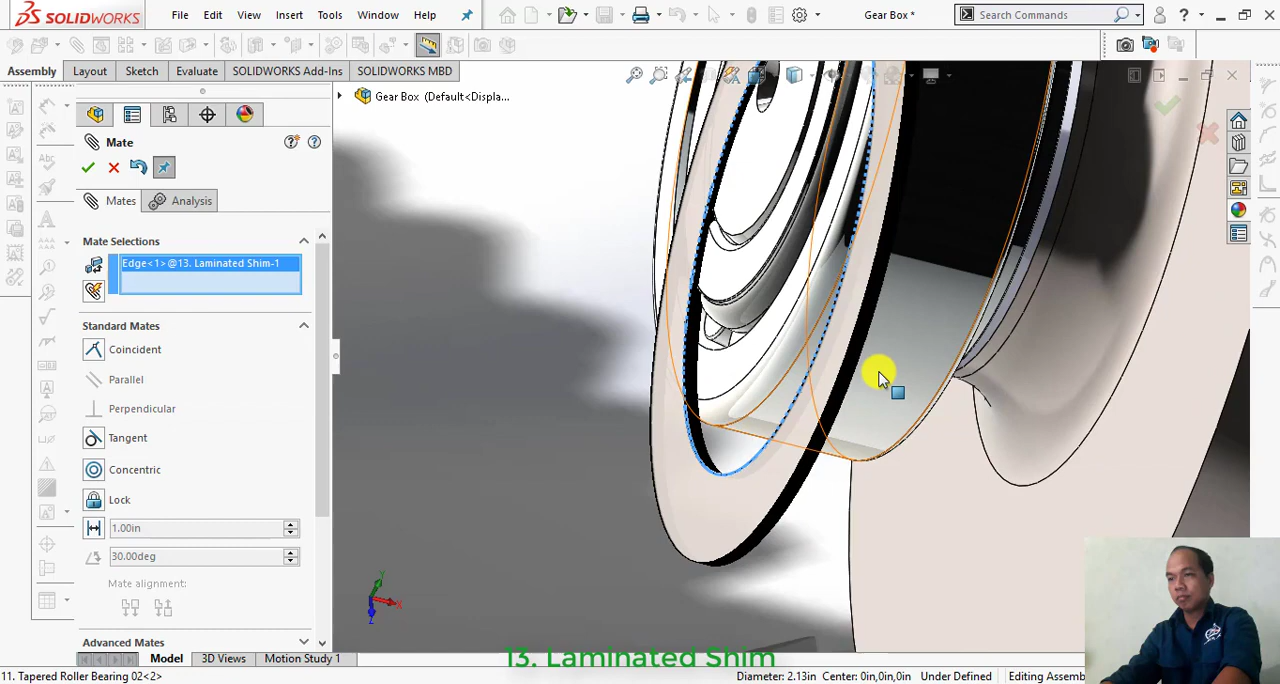 SOLIDWORKS
File
Edit
View
Insert
Tools
Window
Help
Gear Box *
Search Commands
?
Assembly
Layout
Sketch
Evaluate
SOLIDWORKS Add-Ins
SOLIDWORKS MBD
Gear Box (Default<Displa...
Mate
Mates
Analysis
Mate Selections
Edge<1>@13. Laminated Shim-1
Standard Mates
Coincident
Parallel
Perpendicular
Tangent
Concentric
Lock
1.00in
30.00deg
Mate alignment:
Advanced Mates
Y
X
Z
Model
3D Views
Motion Study 1
13. Laminated Shim
11. Tapered Roller Bearing 02<2>
Diameter: 2.13in Center: 0in,0in,0in
Under Defined
Editing Assemb